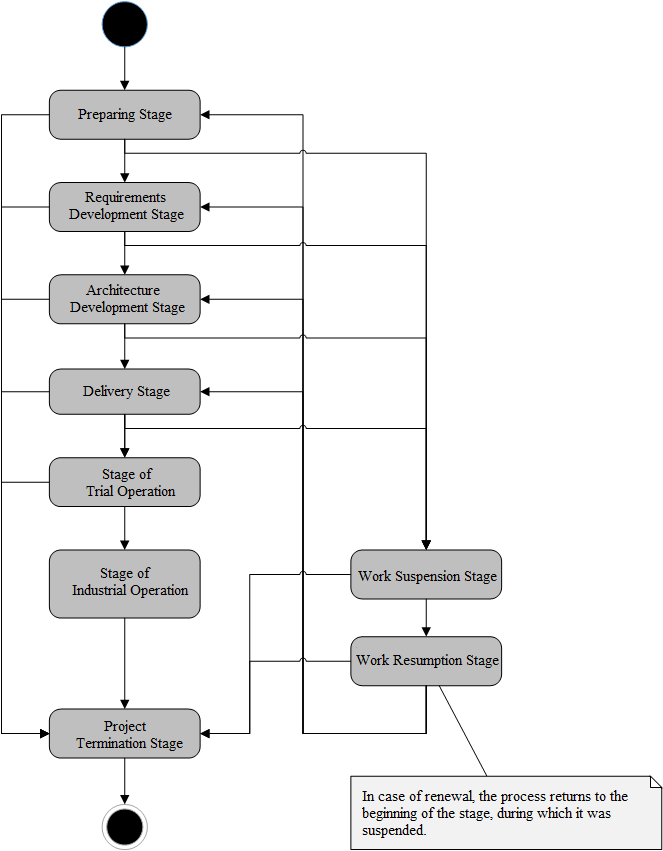 Preparing Stage
Requirements
Development Stage
Architecture
Development Stage
Delivery Stage
Stage of
Trial Operation
Stage of
Industrial Operation
Work Suspension Stage
Work Resumption Stage
Project
Termination Stage
In case of renewal, the process returns to the
beginning of the stage, during which it was
suspended.